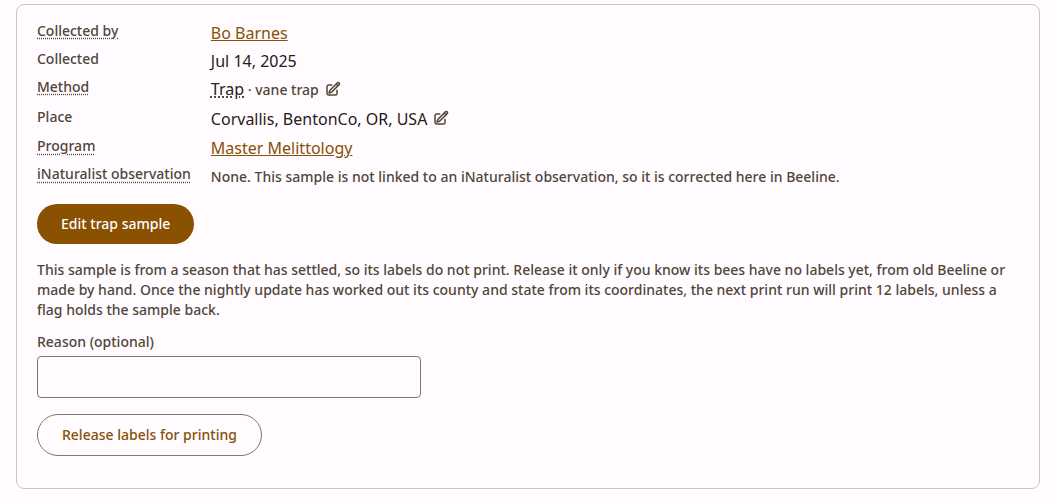 Collected by Bo Barnes
Collected Jul 14, 2025
Method Trap · vane trap
Place Corvallis, BentonCo, OR, USA
Program Master Melittology
iNaturalist observation None. This sample is not linked to an iNaturalist observation, so it is corrected here in Beeline.
Edit trap sample
This sample is from a season that has settled, so its labels do not print. Release it only if you know its bees have no labels yet, from old Beeline or
made by hand. Once the nightly update has worked out its county and state from its coordinates, the next print run will print 12 labels, unless a
flag holds the sample back.
Reason (optional)
Release labels for printing